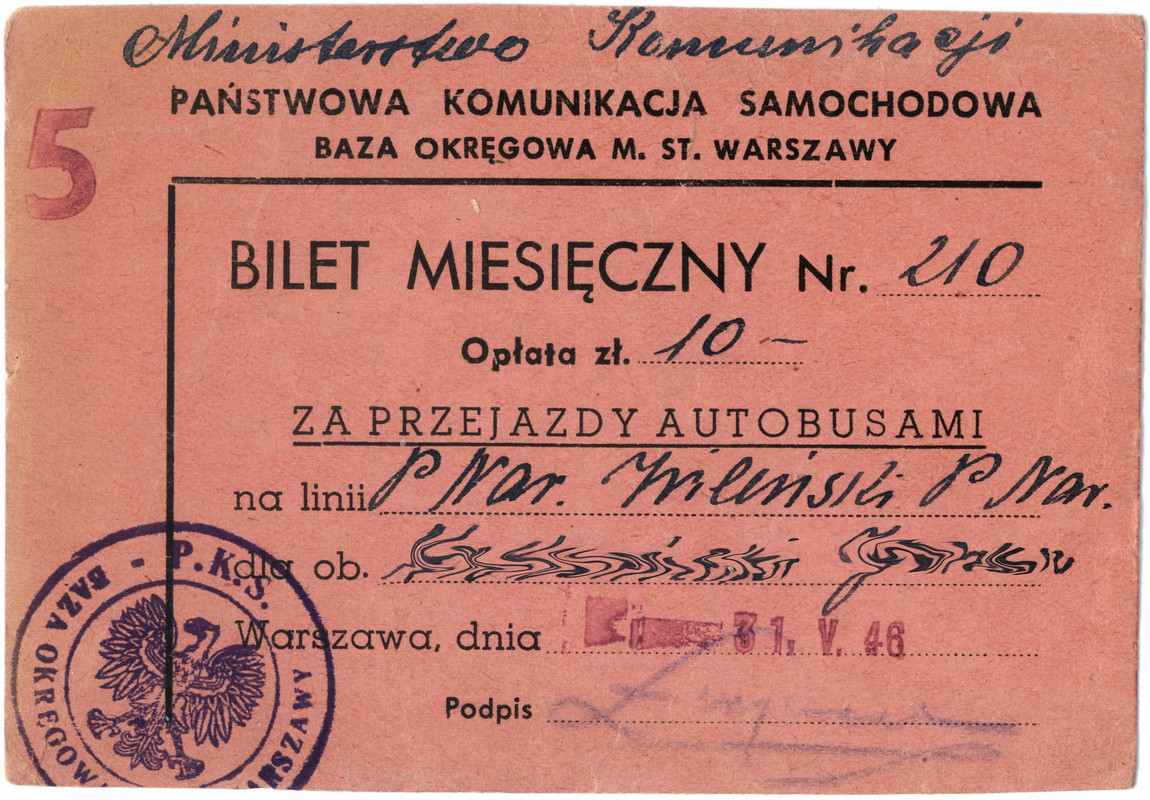 Ministerstwo Komunikacji
PAŃSTWOWA KOMUNIKACJA SAMOCHODOWA
BAZA OKRĘGOWA M. ST. WARSZAWY
5
BILET MIESIĘCZNY Nr. 210
Opłata zł. 10 –
ZA PRZEJAZDY AUTOBUSAMI
na linii P Nar. Wileński P Nar.
dla ob.
Warszawa, dnia 31. V. 46
Podpis
BAZA OKRĘGOWA - P.K.S. WARSZAWY